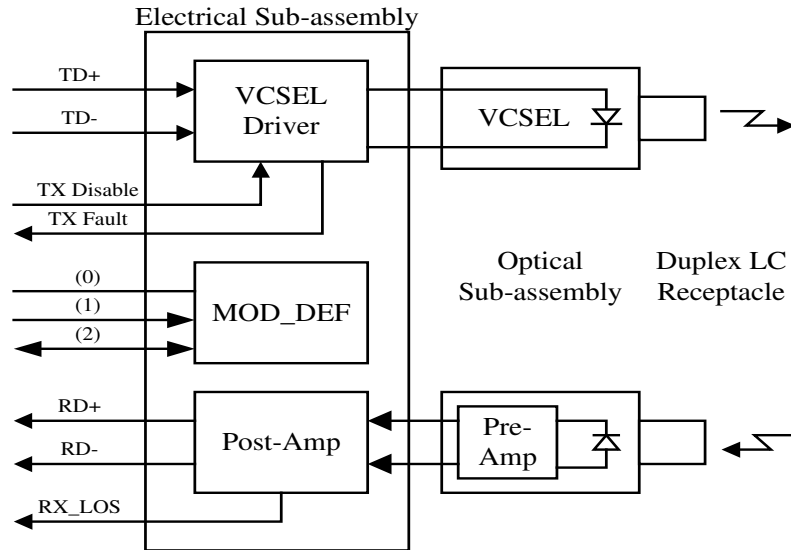 Electrical Sub-assembly
TD+
TD-
VCSEL
Driver
VCSEL
TX Disable
TX Fault
(0)
(1)
(2)
MOD_DEF
Optical
Sub-assembly
Duplex LC
Receptacle
RD+
RD-
RX_LOS
Post-Amp
Pre-
Amp